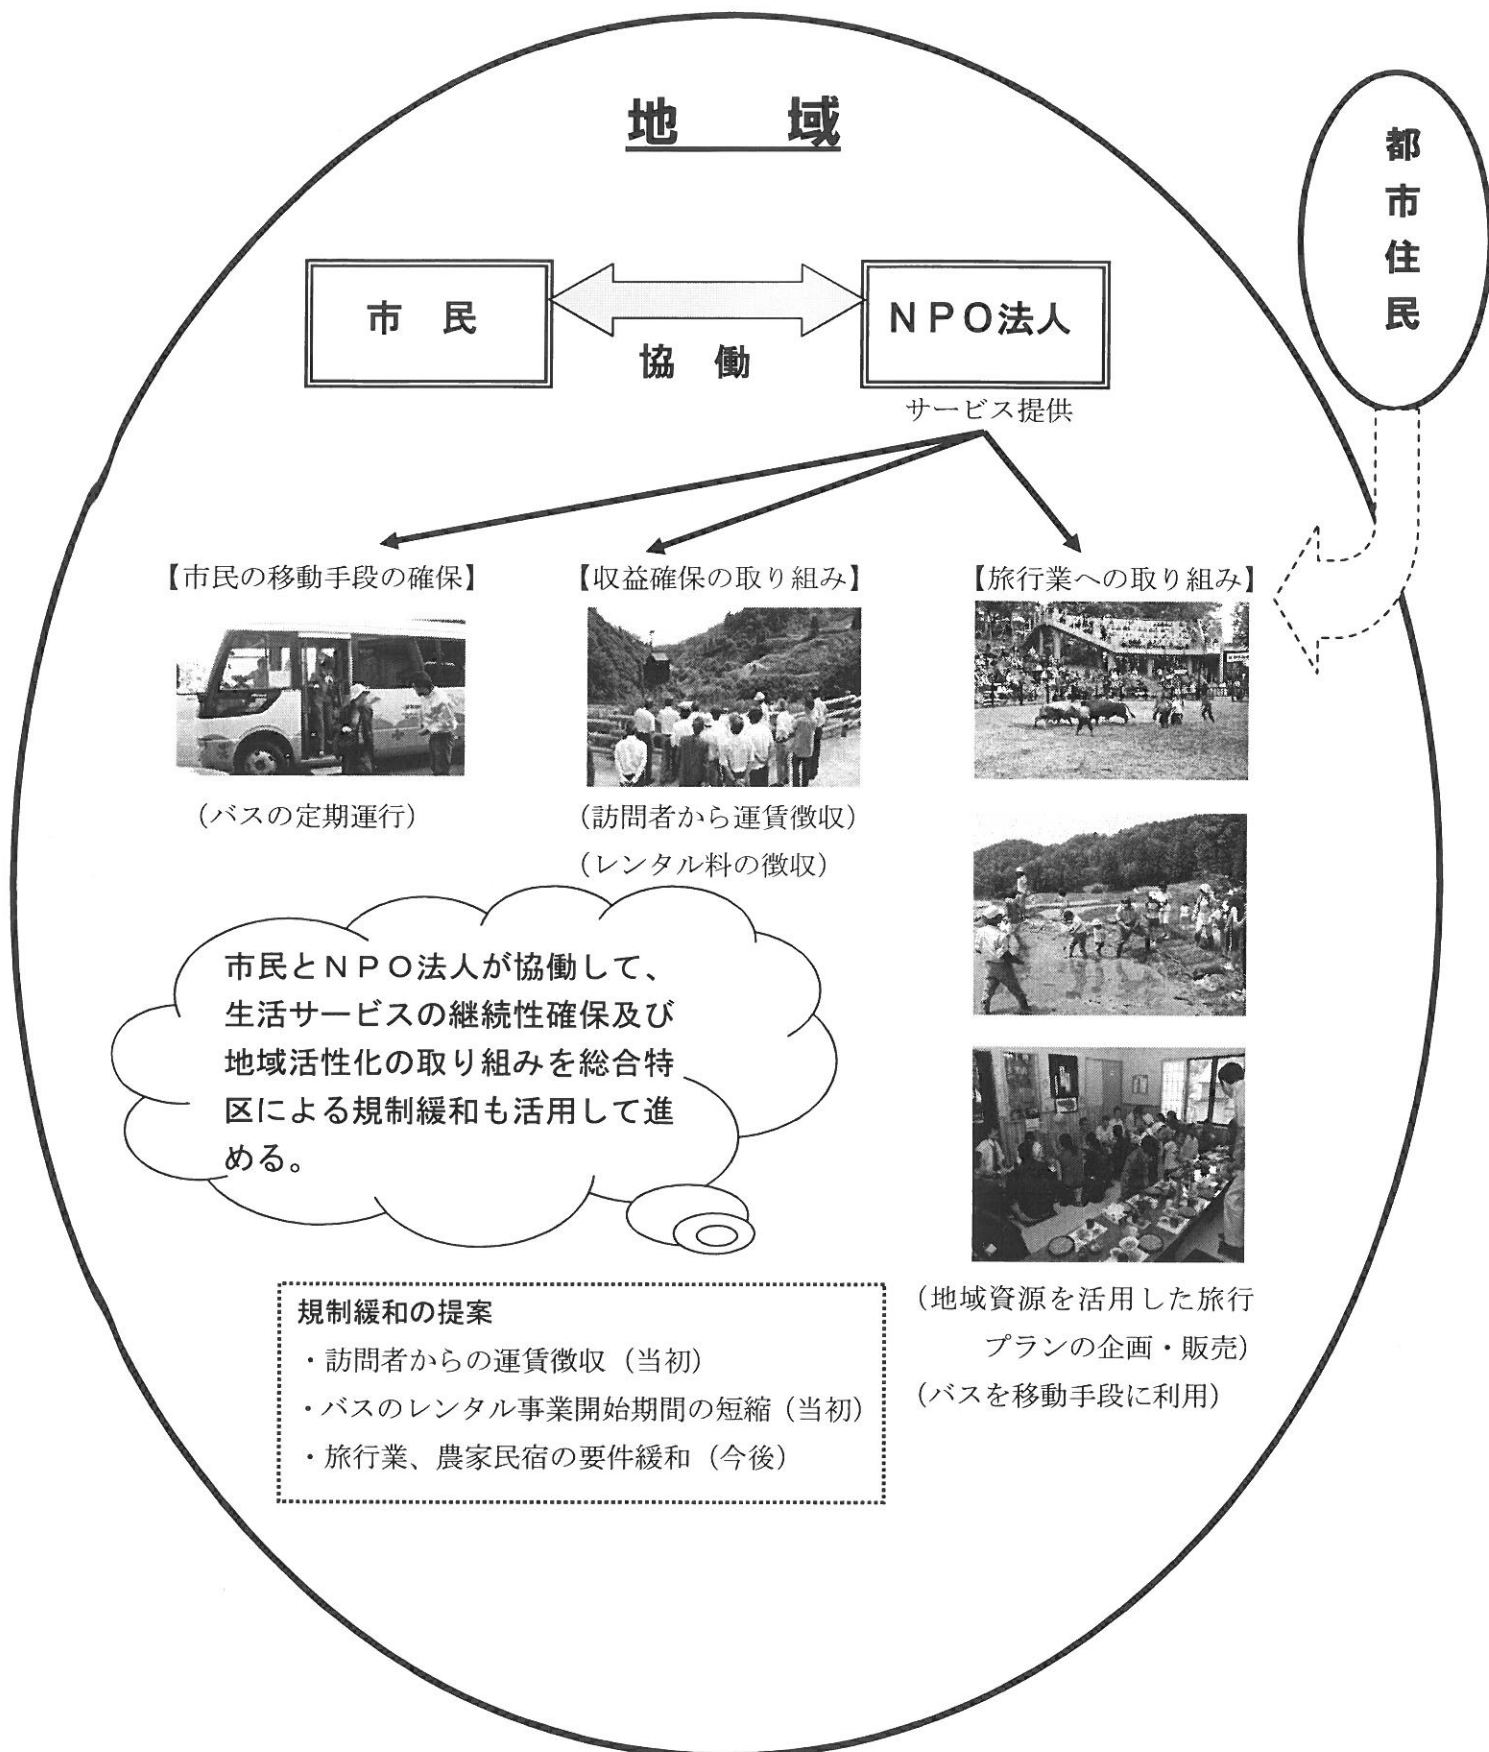 地　域
都市住民
市　民
協　働
ＮＰＯ法人
サービス提供
【市民の移動手段の確保】
（バスの定期運行）
【収益確保の取り組み】
（訪問者から運賃徴収）
（レンタル料の徴収）
【旅行業への取り組み】
（地域資源を活用した旅行
プランの企画・販売）
（バスを移動手段に利用）
市民とＮＰＯ法人が協働して、
生活サービスの継続性確保及び
地域活性化の取り組みを総合特
区による規制緩和も活用して進
める。
規制緩和の提案
・訪問者からの運賃徴収（当初）
・バスのレンタル事業開始期間の短縮（当初）
・旅行業、農家民宿の要件緩和（今後）